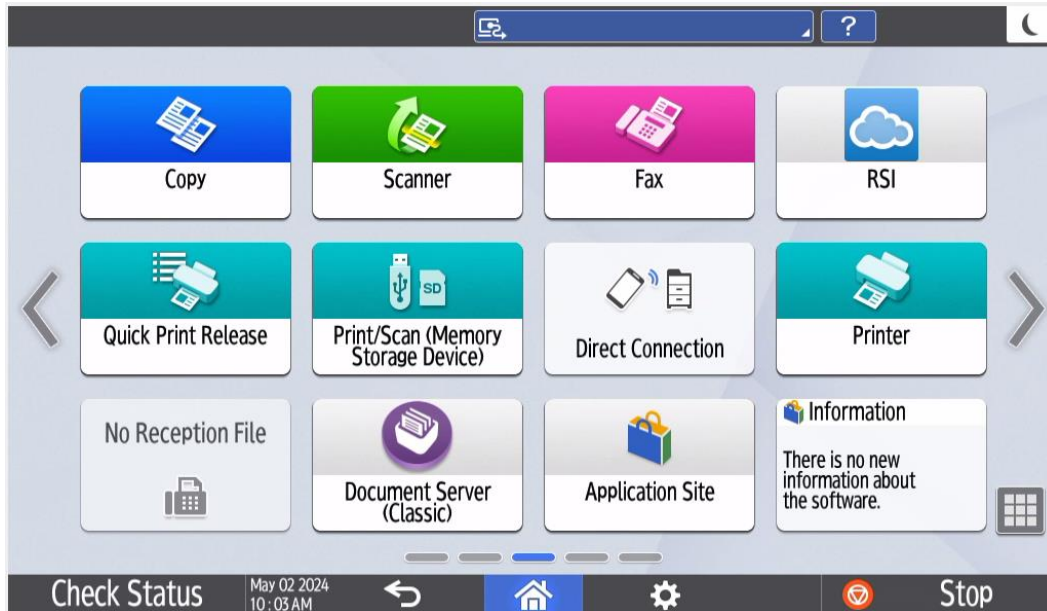 ?
Copy
Scanner
Fax
RSI
Quick Print Release
SD
Print/Scan (Memory
Storage Device)
Direct Connection
Printer
No Reception File
Document Server
(Classic)
Application Site
Information
There is no new
information about
the software.
Check Status
May 02 2024
10:03 AM
Stop